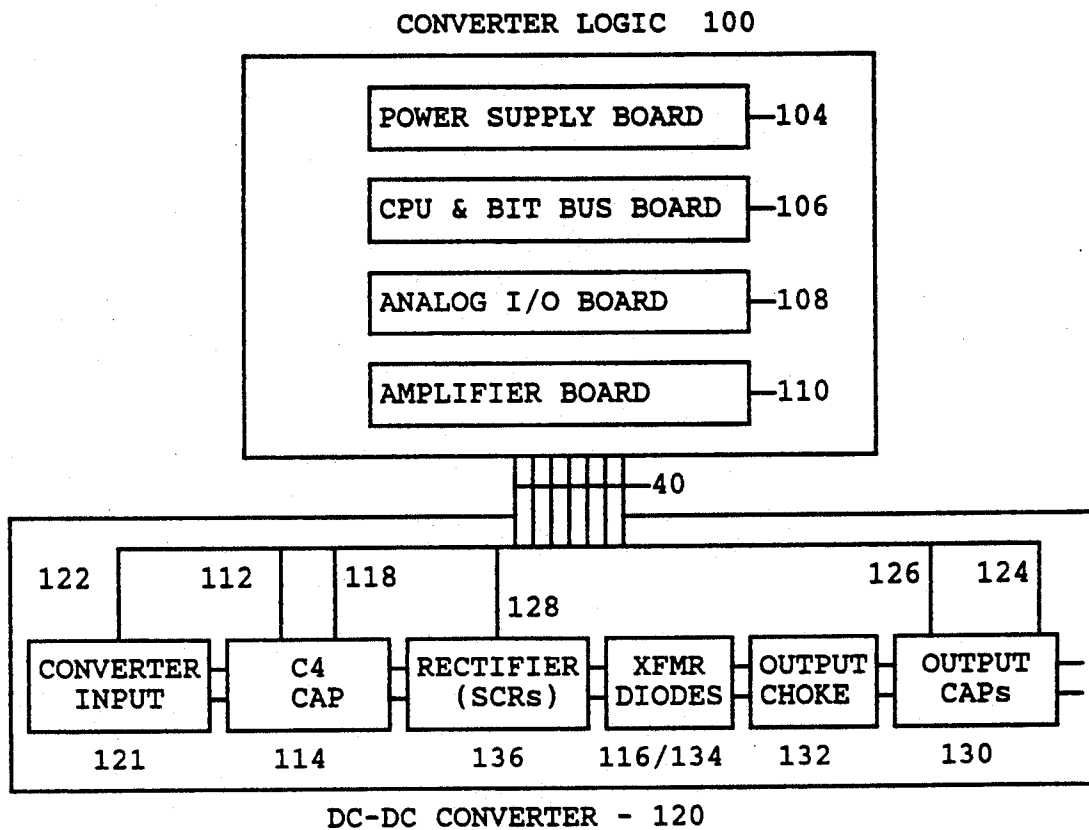 CONVERTER LOGIC 100
POWER SUPPLY BOARD 104
CPU & BIT BUS BOARD 106
ANALOG I/O BOARD 108
AMPLIFIER BOARD 110
40
122 112 118 128 126 124
CONVERTER INPUT
C4 CAP
RECTIFIER (SCRs)
XFMR DIODES
OUTPUT CHOKE
OUTPUT CAPs
121 114 136 116/134 132 130
DC-DC CONVERTER - 120